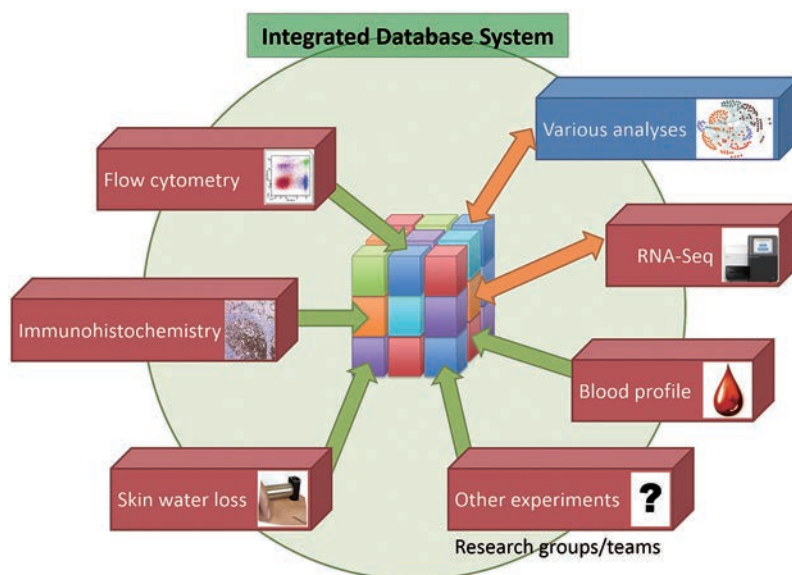 Integrated Database System
Various analyses
Flow cytometry
RNA-Seq
Immunohistochemistry
Blood profile
Skin water loss
Other experiments
?
Research groups/teams